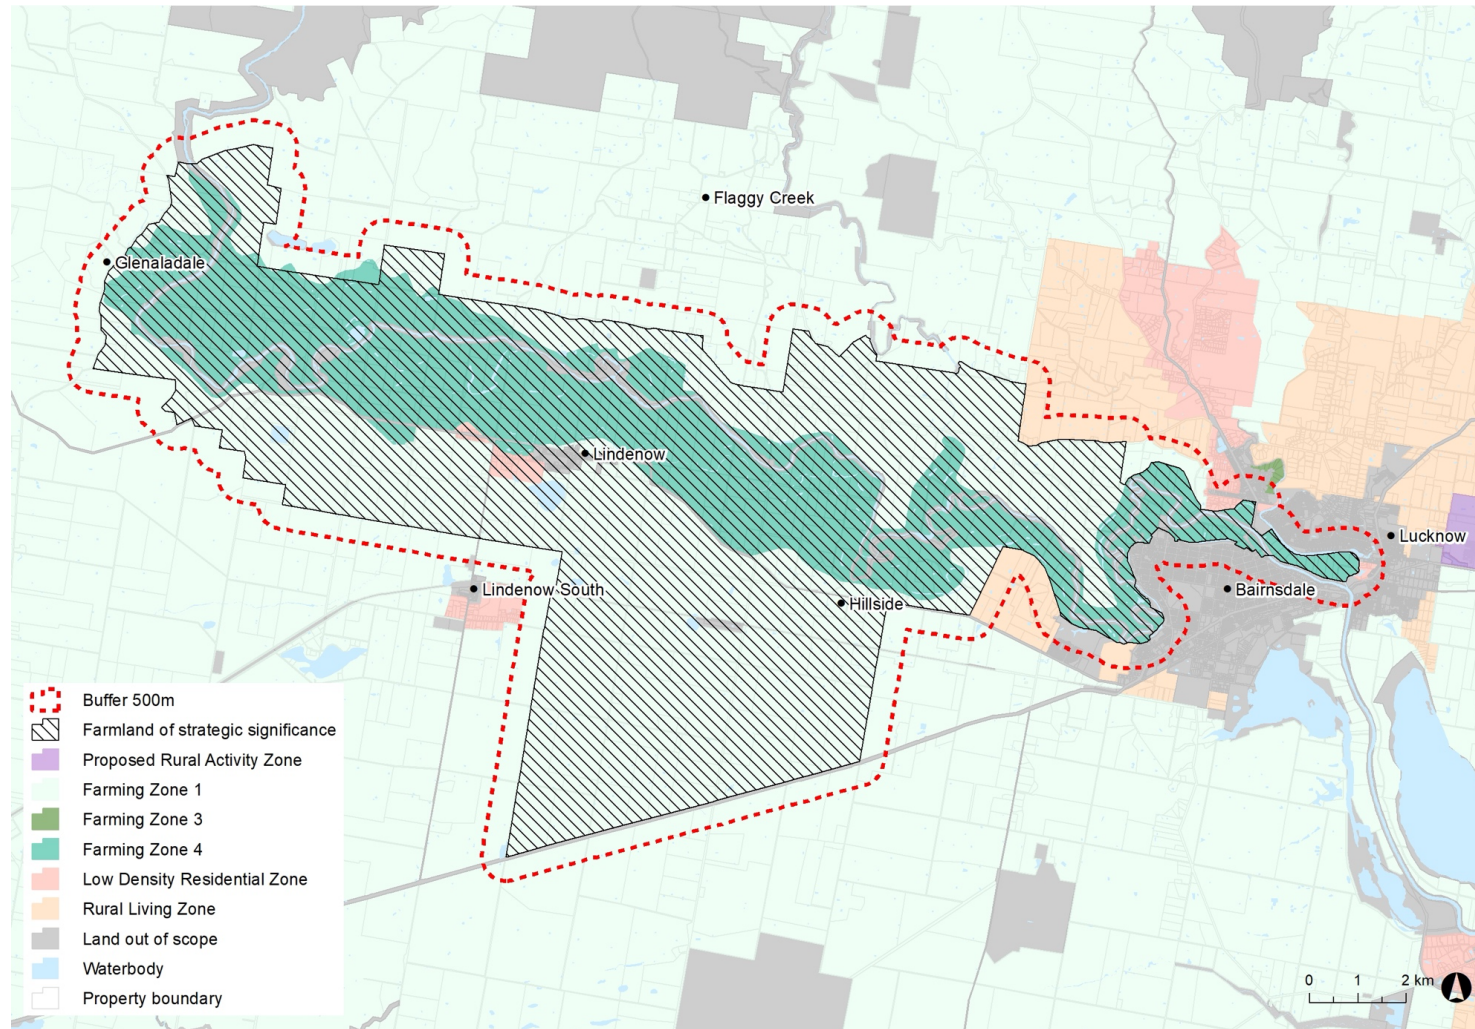 Flaggy Creek
Glenaladale
Lindenow
Lucknow
Lindenow South
Bairnsdale
Hillside
Buffer 500m
Farmland of strategic significance
Proposed Rural Activity Zone
Farming Zone 1
Farming Zone 3
Farming Zone 4
Low Density Residential Zone
Rural Living Zone
Land out of scope
Waterbody
Property boundary
0 1 2 km